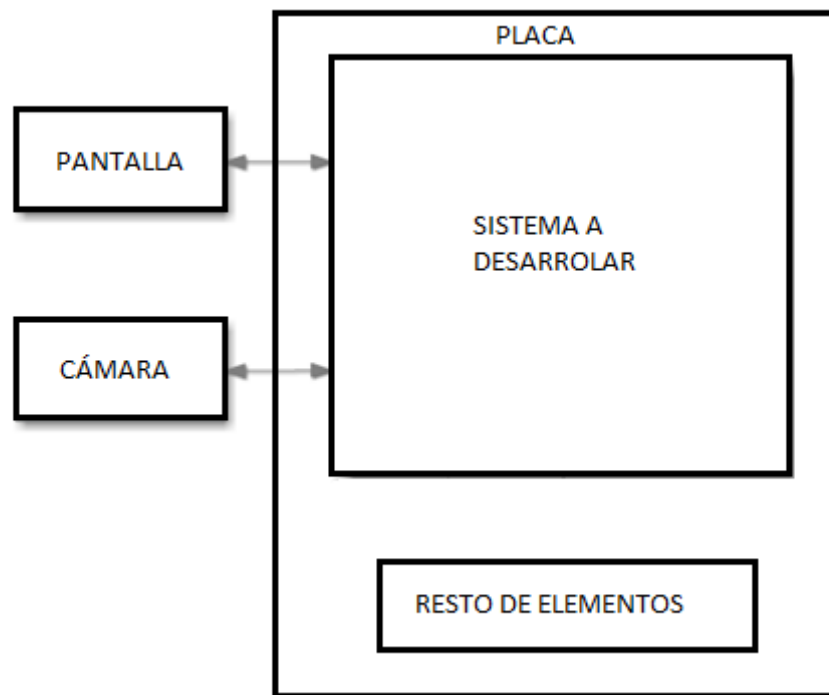 PLACA
PANTALLA
SISTEMA A
DESARROLAR
CÁMARA
RESTO DE ELEMENTOS